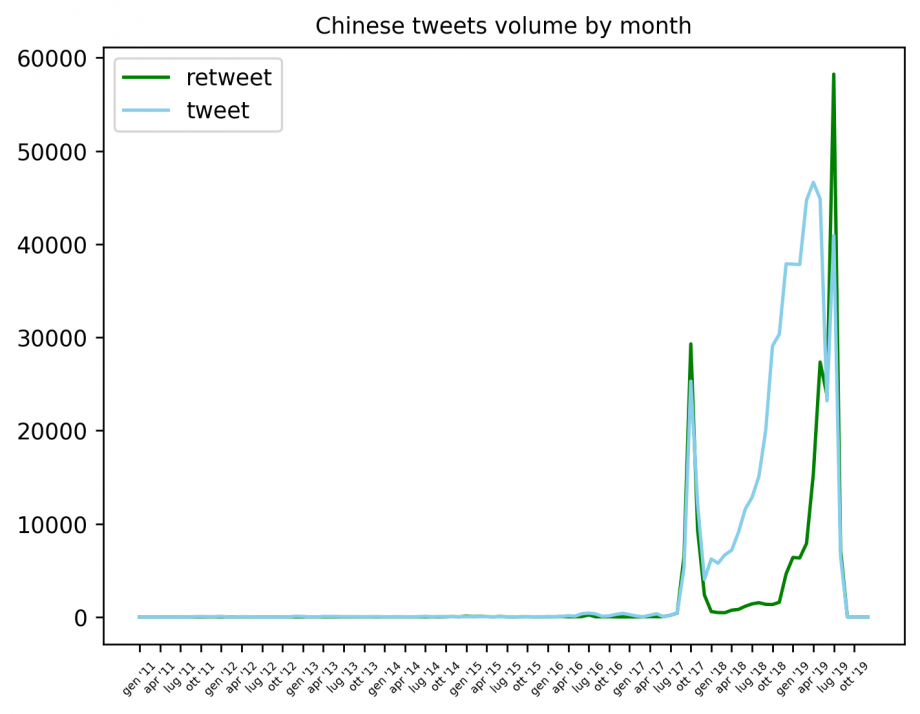 Chinese tweets volume by month
retweet
tweet
60000
50000
40000
30000
20000
10000
0
gen '11 apr '11 lug '11 ott '11 gen '12 apr '12 lug '12 ott '12 gen '13 apr '13 lug '13 ott '13 gen '14 apr '14 lug '14 ott '14 gen '15 apr '15 lug '15 ott '15 gen '16 apr '16 lug '16 ott '16 gen '17 apr '17 lug '17 ott '17 gen '18 apr '18 lug '18 ott '18 gen '19 apr '19 lug '19 ott '19